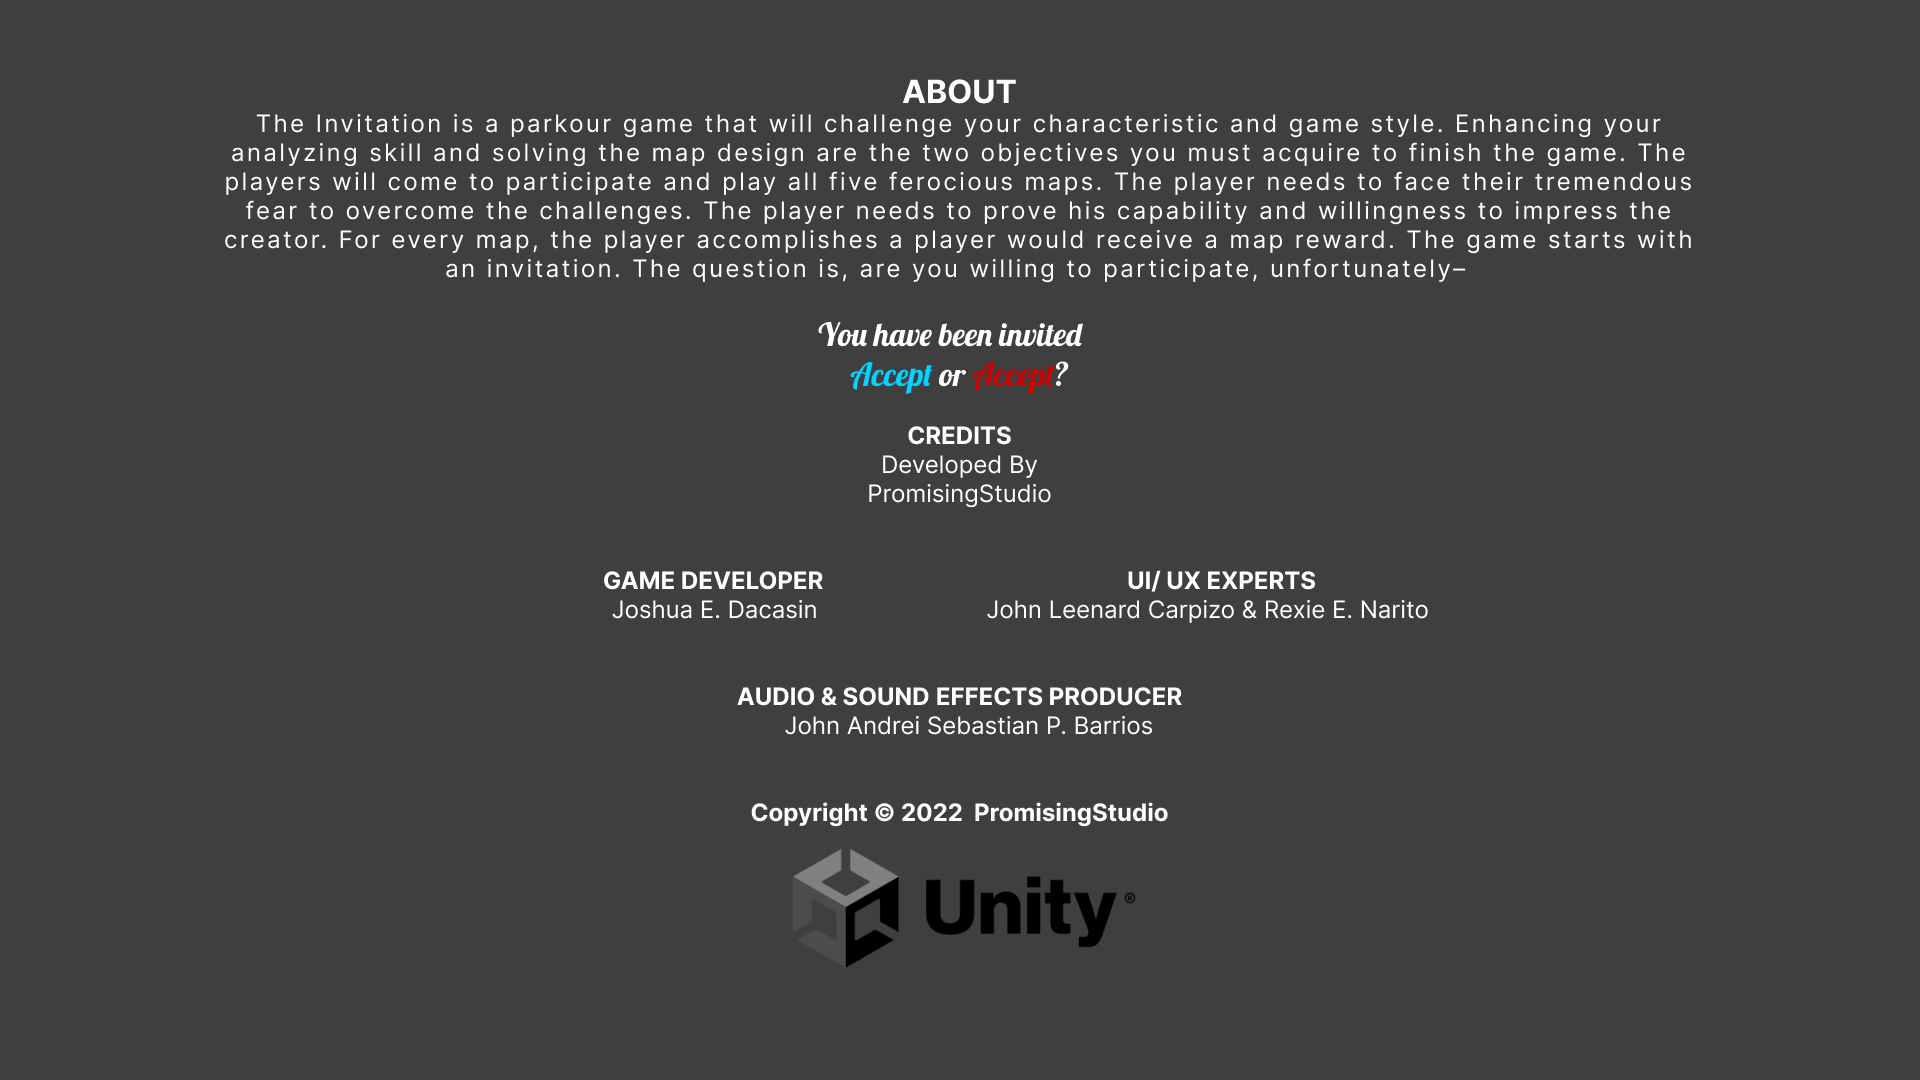 ABOUT
The Invitation is a parkour game that will challenge your characteristic and game style. Enhancing your
analyzing skill and solving the map design are the two objectives you must acquire to finish the game. The
players will come to participate and play all five ferocious maps. The player needs to face their tremendous
fear to overcome the challenges. The player needs to prove his capability and willingness to impress the
creator. For every map, the player accomplishes a player would receive a map reward. The game starts with
an invitation. The question is, are you willing to participate, unfortunately–
You have been invited
Accept or Accept?
CREDITS
Developed By
PromisingStudio
GAME DEVELOPER
Joshua E. Dacasin
UI/ UX EXPERTS
John Leenard Carpizo & Rexie E. Narito
AUDIO & SOUND EFFECTS PRODUCER
John Andrei Sebastian P. Barrios
Copyright © 2022 PromisingStudio
Unity®